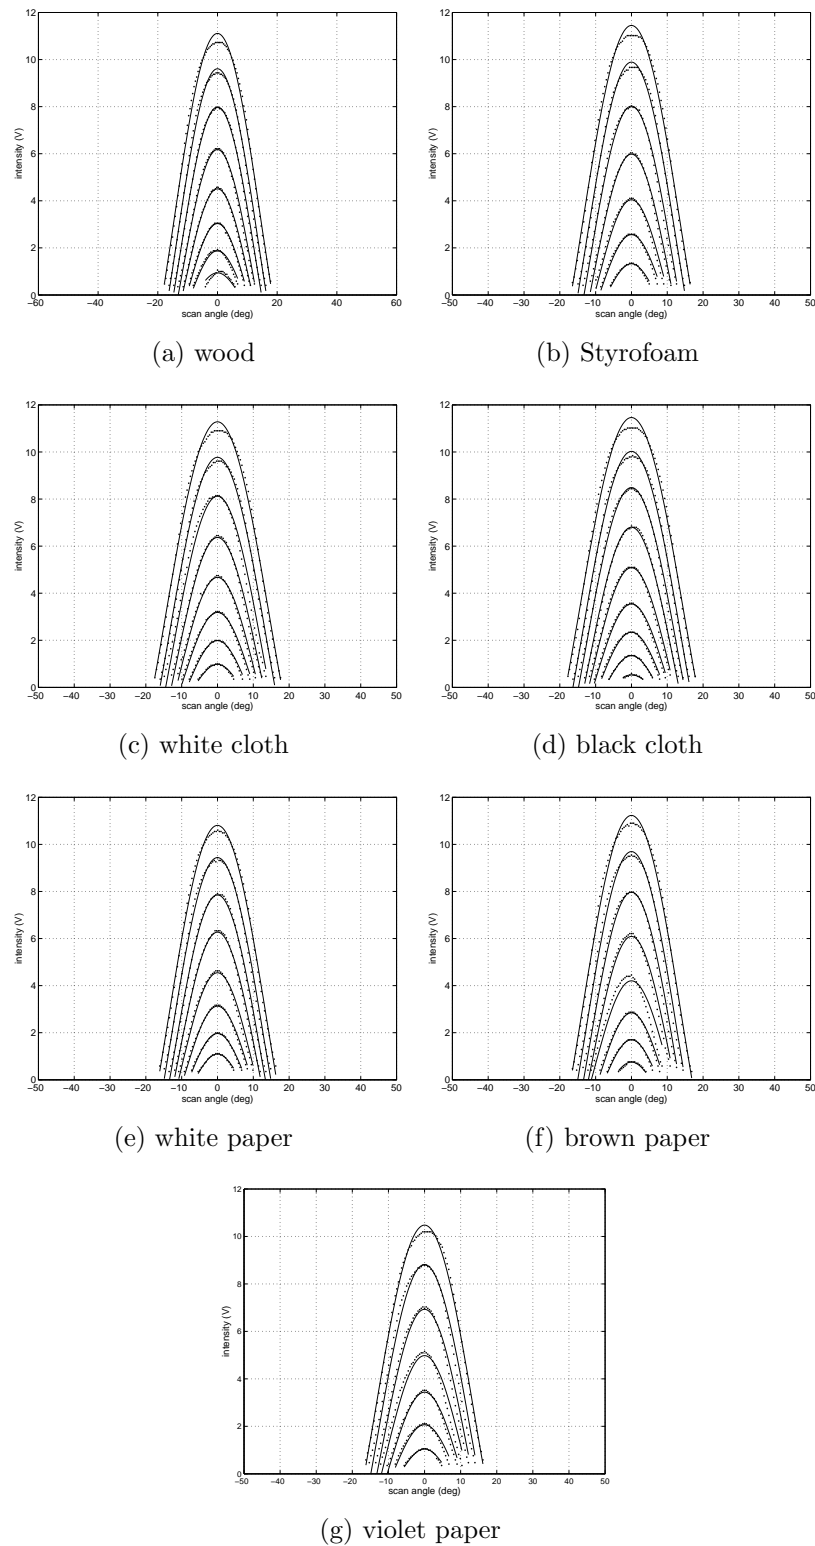 12
10
8
6
4
2
0
intensity (V)
−60 −40 −20 0 20 40 60
scan angle (deg)
(a) wood
12
10
8
6
4
2
0
intensity (V)
−50 −40 −30 −20 −10 0 10 20 30 40 50
scan angle (deg)
(b) Styrofoam
12
10
8
6
4
2
0
intensity (V)
−50 −40 −30 −20 −10 0 10 20 30 40 50
scan angle (deg)
(c) white cloth
12
10
8
6
4
2
0
intensity (V)
−50 −40 −30 −20 −10 0 10 20 30 40 50
scan angle (deg)
(d) black cloth
12
10
8
6
4
2
0
intensity (V)
−50 −40 −30 −20 −10 0 10 20 30 40 50
scan angle (deg)
(e) white paper
12
10
8
6
4
2
0
intensity (V)
−50 −40 −30 −20 −10 0 10 20 30 40 50
scan angle (deg)
(f) brown paper
12
10
8
6
4
2
0
intensity (V)
−50 −40 −30 −20 −10 0 10 20 30 40 50
scan angle (deg)
(g) violet paper